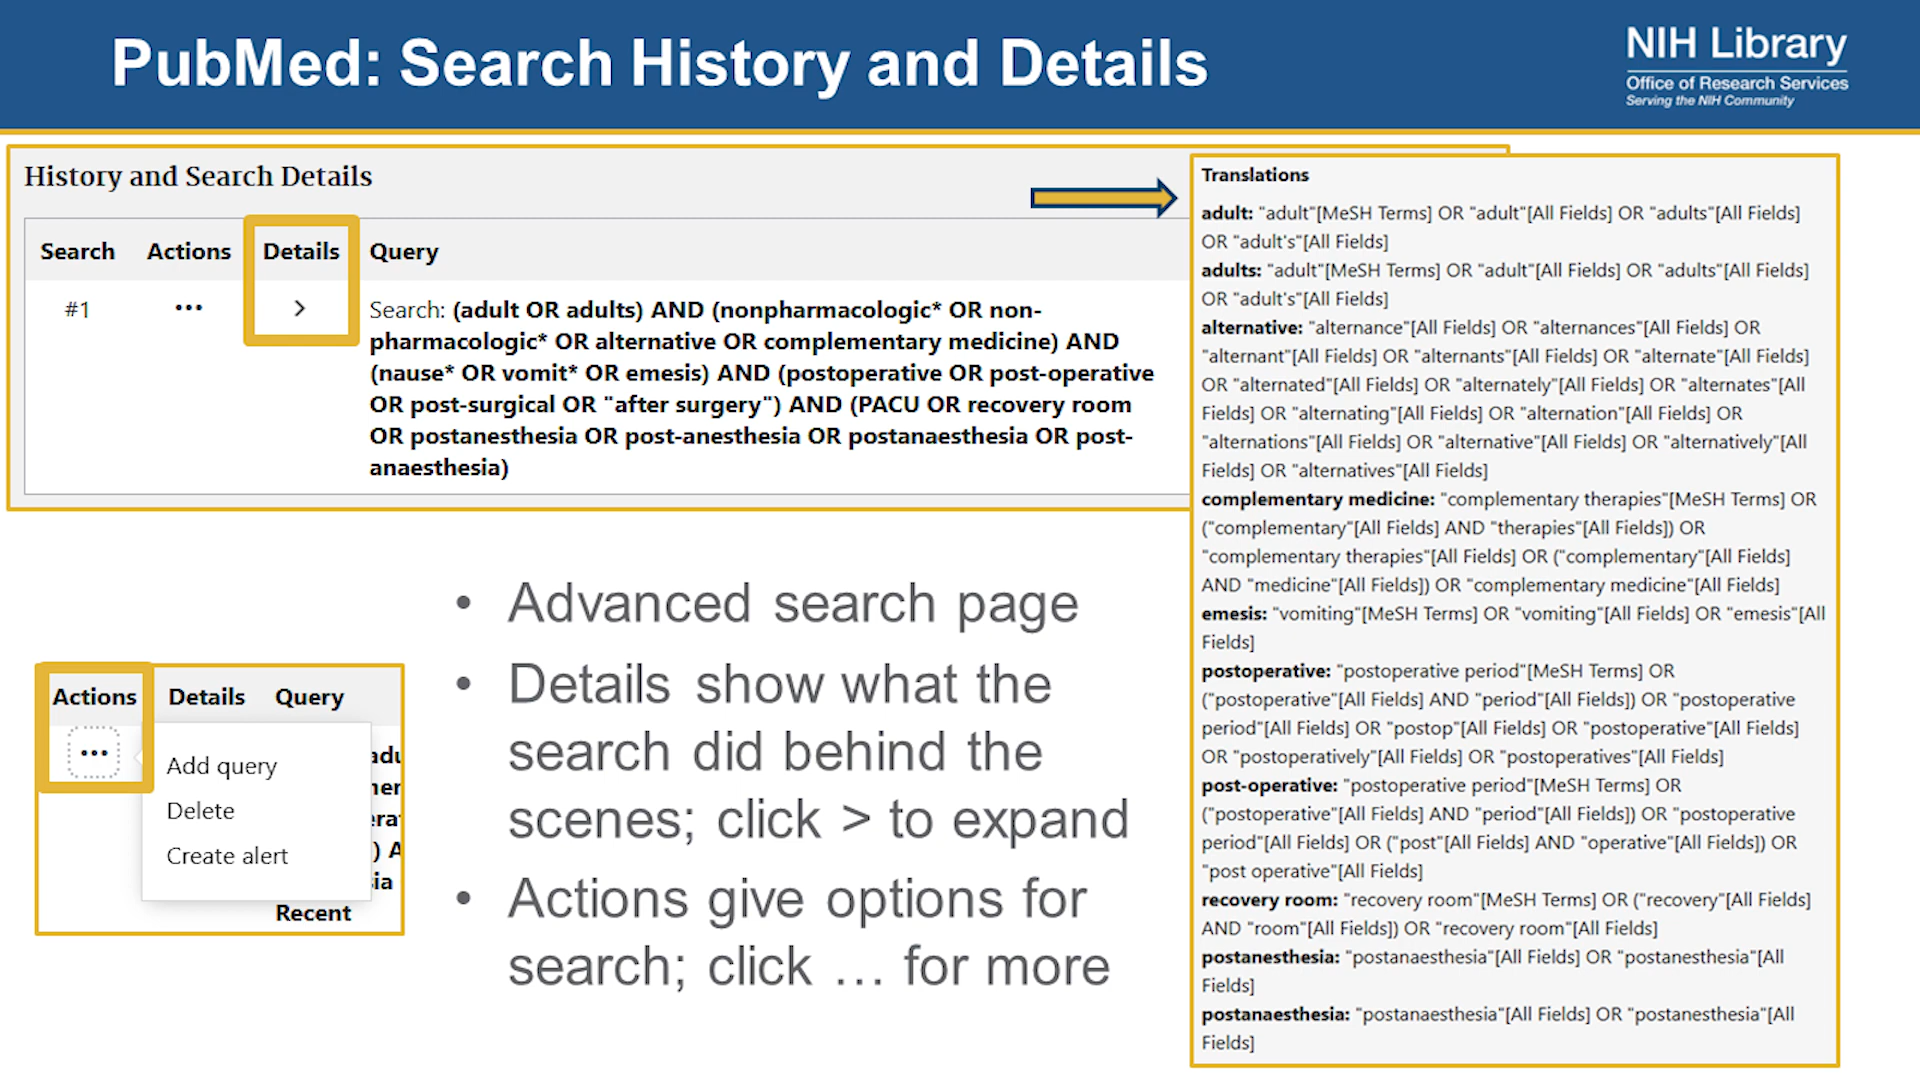 PubMed: Search History and Details
NIH Library
Office of Research Services
Serving the NIH Community
History and Search Details
Search Actions Details Query
#1 ••• > Search: (adult OR adults) AND (nonpharmacologic* OR non-
pharmacologic* OR alternative OR complementary medicine) AND
(nause* OR vomit* OR emesis) AND (postoperative OR post-operative
OR post-surgical OR "after surgery") AND (PACU OR recovery room
OR postanesthesia OR post-anesthesia OR postanaesthesia OR post-
anaesthesia)
Translations
adult: "adult"[MeSH Terms] OR "adult"[All Fields] OR "adults"[All Fields]
OR "adult's"[All Fields]
adults: "adult"[MeSH Terms] OR "adult"[All Fields] OR "adults"[All Fields]
OR "adult's"[All Fields]
alternative: "alternance"[All Fields] OR "alternances"[All Fields] OR
"alternant"[All Fields] OR "alternants"[All Fields] OR "alternate"[All Fields]
OR "alternated"[All Fields] OR "alternately"[All Fields] OR "alternates"[All
Fields] OR "alternating"[All Fields] OR "alternation"[All Fields] OR
"alternations"[All Fields] OR "alternative"[All Fields] OR "alternatively"[All
Fields] OR "alternatives"[All Fields]
complementary medicine: "complementary therapies"[MeSH Terms] OR
("complementary"[All Fields] AND "therapies"[All Fields]) OR
"complementary therapies"[All Fields] OR ("complementary"[All Fields]
AND "medicine"[All Fields]) OR "complementary medicine"[All Fields]
emesis: "vomiting"[MeSH Terms] OR "vomiting"[All Fields] OR "emesis"[All
Fields]
postoperative: "postoperative period"[MeSH Terms] OR
("postoperative"[All Fields] AND "period"[All Fields]) OR "postoperative
period"[All Fields] OR "postop"[All Fields] OR "postoperative"[All Fields]
OR "postoperatively"[All Fields] OR "postoperatives"[All Fields]
post-operative: "postoperative period"[MeSH Terms] OR
("postoperative"[All Fields] AND "period"[All Fields]) OR "postoperative
period"[All Fields] OR ("post"[All Fields] AND "operative"[All Fields]) OR
"post operative"[All Fields]
recovery room: "recovery room"[MeSH Terms] OR ("recovery"[All Fields]
AND "room"[All Fields]) OR "recovery room"[All Fields]
postanesthesia: "postanaesthesia"[All Fields] OR "postanesthesia"[All
Fields]
postanaesthesia: "postanaesthesia"[All Fields] OR "postanesthesia"[All
Fields]
• Advanced search page
• Details show what the
search did behind the
scenes; click > to expand
• Actions give options for
search; click … for more
Actions Details Query
•••
Add query
Delete
Create alert
Recent